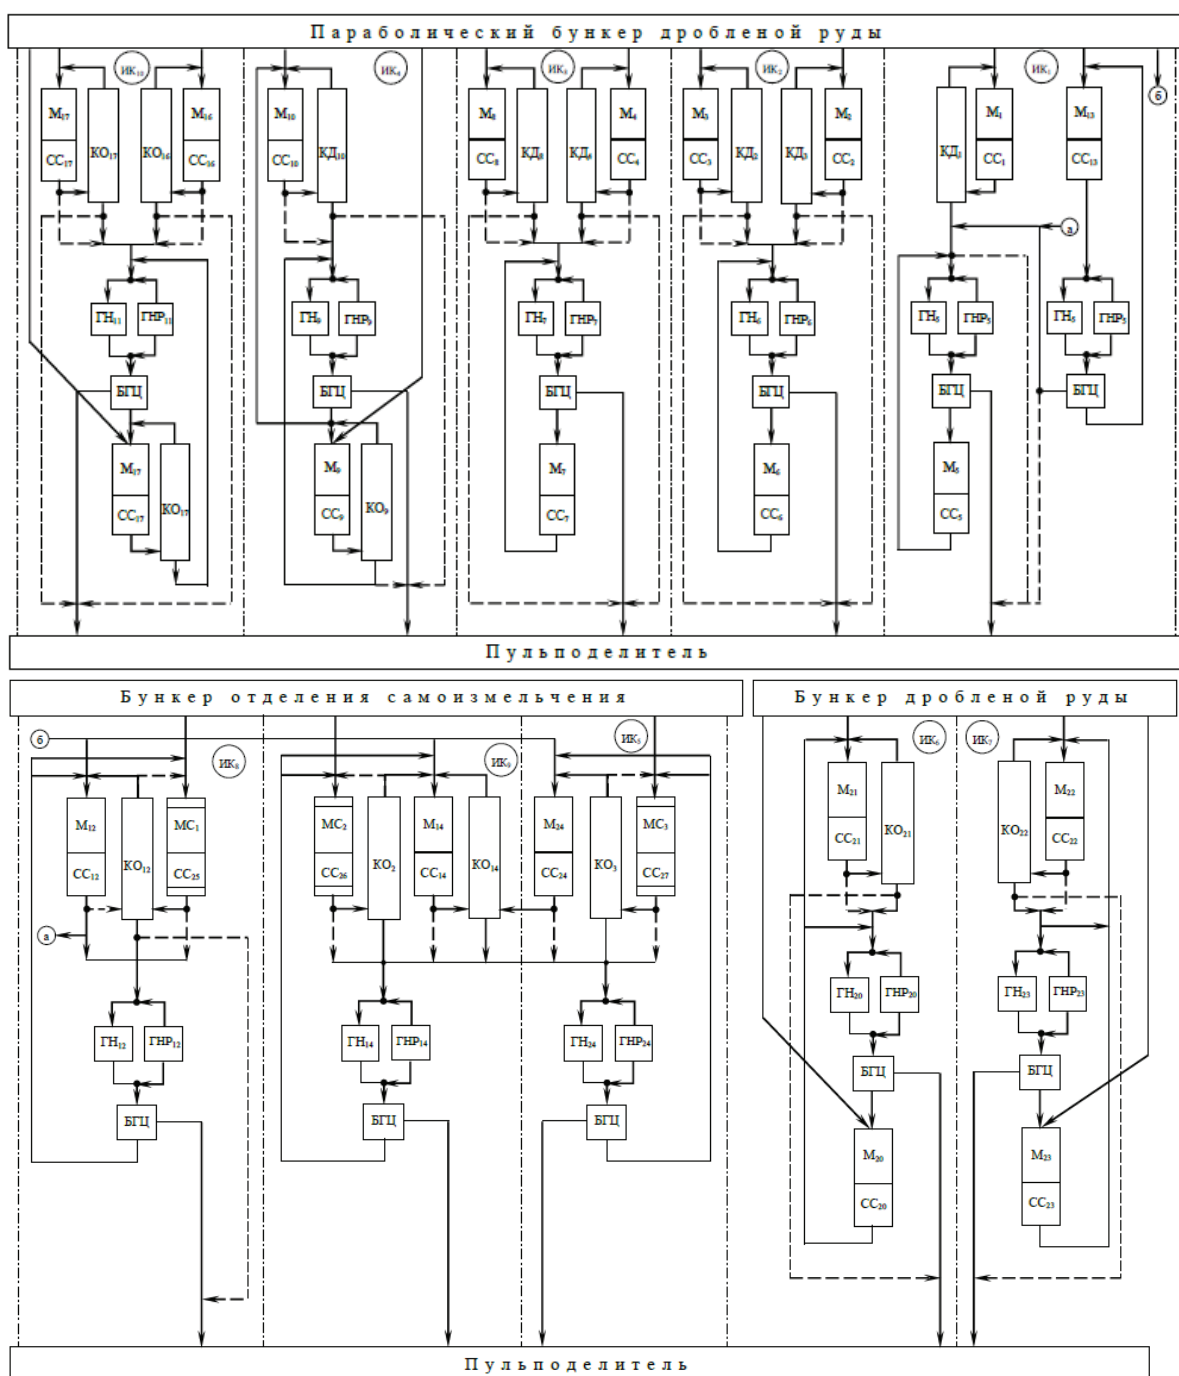 Параболический бункер дробленой руды
ИК₁₀ ИК₄ ИК₃ ИК₂ ИК₁
б
М₁₇ КО₁₇ КО₁₆ М₁₆ М₁₀ КД₁₀ М₈ КД₈ М₄ М₃ КД₂ КД₃ М₂ КД₁ М₁ М₁₃
СС₁₇ СС₁₆ СС₁₀ СС₈ СС₄ СС₃ СС₂ СС₁ СС₁₃
а
ГН₁₁ ГНР₁₁ ГН₉ ГНР₉ ГН₇ ГНР₇ ГН₆ ГНР₆ ГН₅ ГНР₅ ГН₅ ГНР₅
БГЦ БГЦ БГЦ БГЦ БГЦ БГЦ
М₁₇ М₉ М₇ М₆ М₅
КО₁₇ КО₉
СС₁₇ СС₉ СС₇ СС₆ СС₅
Пульподелитель
Бункер отделения самоизмельчения
Бункер дробленой руды
б ИК₈ ИК₉ ИК₅ ИК₆ ИК₇
М₁₂ КО₁₂ МС₁ МС₂ КО₂ М₁₄ КО₁₄ М₂₄ КО₃ МС₃ М₂₁ КО₂₁ КО₂₂ М₂₂
СС₁₂ СС₂₅ СС₂₆ СС₁₄ СС₂₄ СС₂₇ СС₂₁ СС₂₂
а
ГН₁₂ ГНР₁₂ ГН₁₄ ГНР₁₄ ГН₂₄ ГНР₂₄ ГН₂₀ ГНР₂₀ ГН₂₃ ГНР₂₃
БГЦ БГЦ БГЦ БГЦ БГЦ
М₂₀ М₂₃
СС₂₀ СС₂₃
Пульподелитель